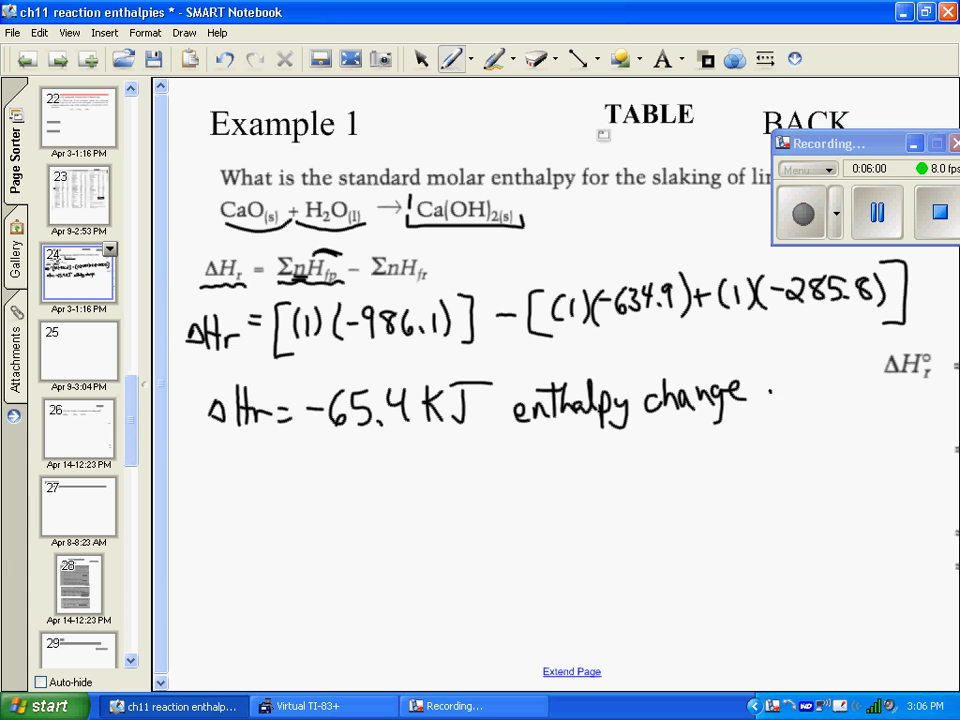 ch11 reaction enthalpies * - SMART Notebook
File Edit View Insert Format Draw Help
Page Sorter
Gallery
Attachments
22
Apr 3-1:16 PM
23
Apr 9-2:53 PM
24
Apr 3-1:16 PM
25
Apr 9-3:04 PM
26
Apr 14-12:23 PM
27
Apr 8-8:23 AM
28
Apr 14-12:23 PM
29
Auto-hide
Example 1
TABLE
BACK
Recording...
Menu
0:06:00
8.0 fps
What is the standard molar enthalpy for the slaking of li
CaO(s) + H₂O(l) → 1 Ca(OH)₂(s)
ΔHr = ΣnHfp − ΣnHfr
ΔHr = [(1)(-986.1)] - [(1)(-634.9)+(1)(-285.8)]
ΔH°r =
ΔHr = -65.4 KJ enthalpy change .
Extend Page
start
ch11 reaction enthalp...
Virtual TI-83+
Recording...
3:06 PM